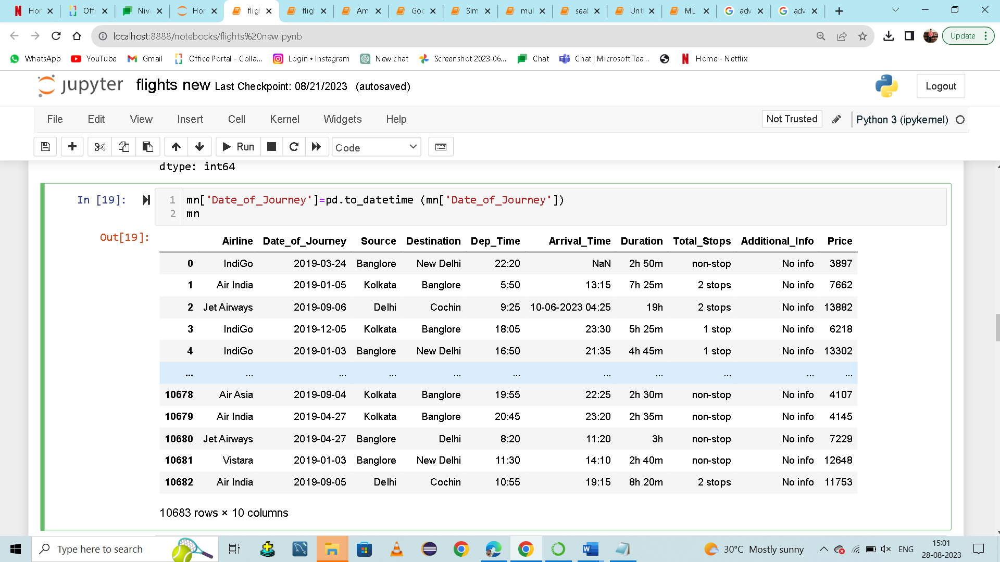 Hor Offi Niv Hor fligh fligh Am Goo Sim mul seab Unti ML adv adv
localhost:8888/notebooks/flights%20new.ipynb Update
WhatsApp YouTube Gmail Office Portal - Colla... Login • Instagram New chat Screenshot 2023-06... Chat Chat | Microsoft Tea... Home - Netflix
jupyter flights new Last Checkpoint: 08/21/2023 (autosaved) Logout
File Edit View Insert Cell Kernel Widgets Help Not Trusted Python 3 (ipykernel)
Run Code
dtype: int64
In [19]: 1 mn['Date_of_Journey']=pd.to_datetime (mn['Date_of_Journey'])
2 mn
Out[19]:
Airline Date_of_Journey Source Destination Dep_Time Arrival_Time Duration Total_Stops Additional_Info Price
0 IndiGo 2019-03-24 Banglore New Delhi 22:20 NaN 2h 50m non-stop No info 3897
1 Air India 2019-01-05 Kolkata Banglore 5:50 13:15 7h 25m 2 stops No info 7662
2 Jet Airways 2019-09-06 Delhi Cochin 9:25 10-06-2023 04:25 19h 2 stops No info 13882
3 IndiGo 2019-12-05 Kolkata Banglore 18:05 23:30 5h 25m 1 stop No info 6218
4 IndiGo 2019-01-03 Banglore New Delhi 16:50 21:35 4h 45m 1 stop No info 13302
... ... ... ... ... ... ... ... ... ... ...
10678 Air Asia 2019-09-04 Kolkata Banglore 19:55 22:25 2h 30m non-stop No info 4107
10679 Air India 2019-04-27 Kolkata Banglore 20:45 23:20 2h 35m non-stop No info 4145
10680 Jet Airways 2019-04-27 Banglore Delhi 8:20 11:20 3h non-stop No info 7229
10681 Vistara 2019-01-03 Banglore New Delhi 11:30 14:10 2h 40m non-stop No info 12648
10682 Air India 2019-09-05 Delhi Cochin 10:55 19:15 8h 20m 2 stops No info 11753
10683 rows × 10 columns
Type here to search 30°C Mostly sunny ENG 15:01
28-08-2023